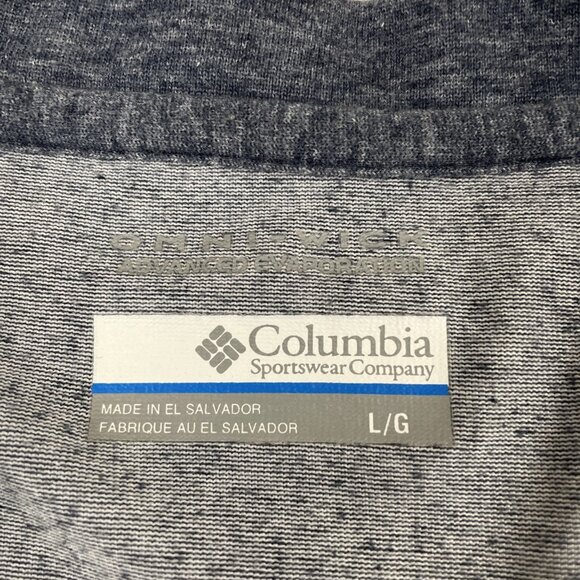 OMNI-WICK
ADVANCED EVAPORATION
Columbia
Sportswear Company
MADE IN EL SALVADOR
FABRIQUE AU EL SALVADOR
L/G